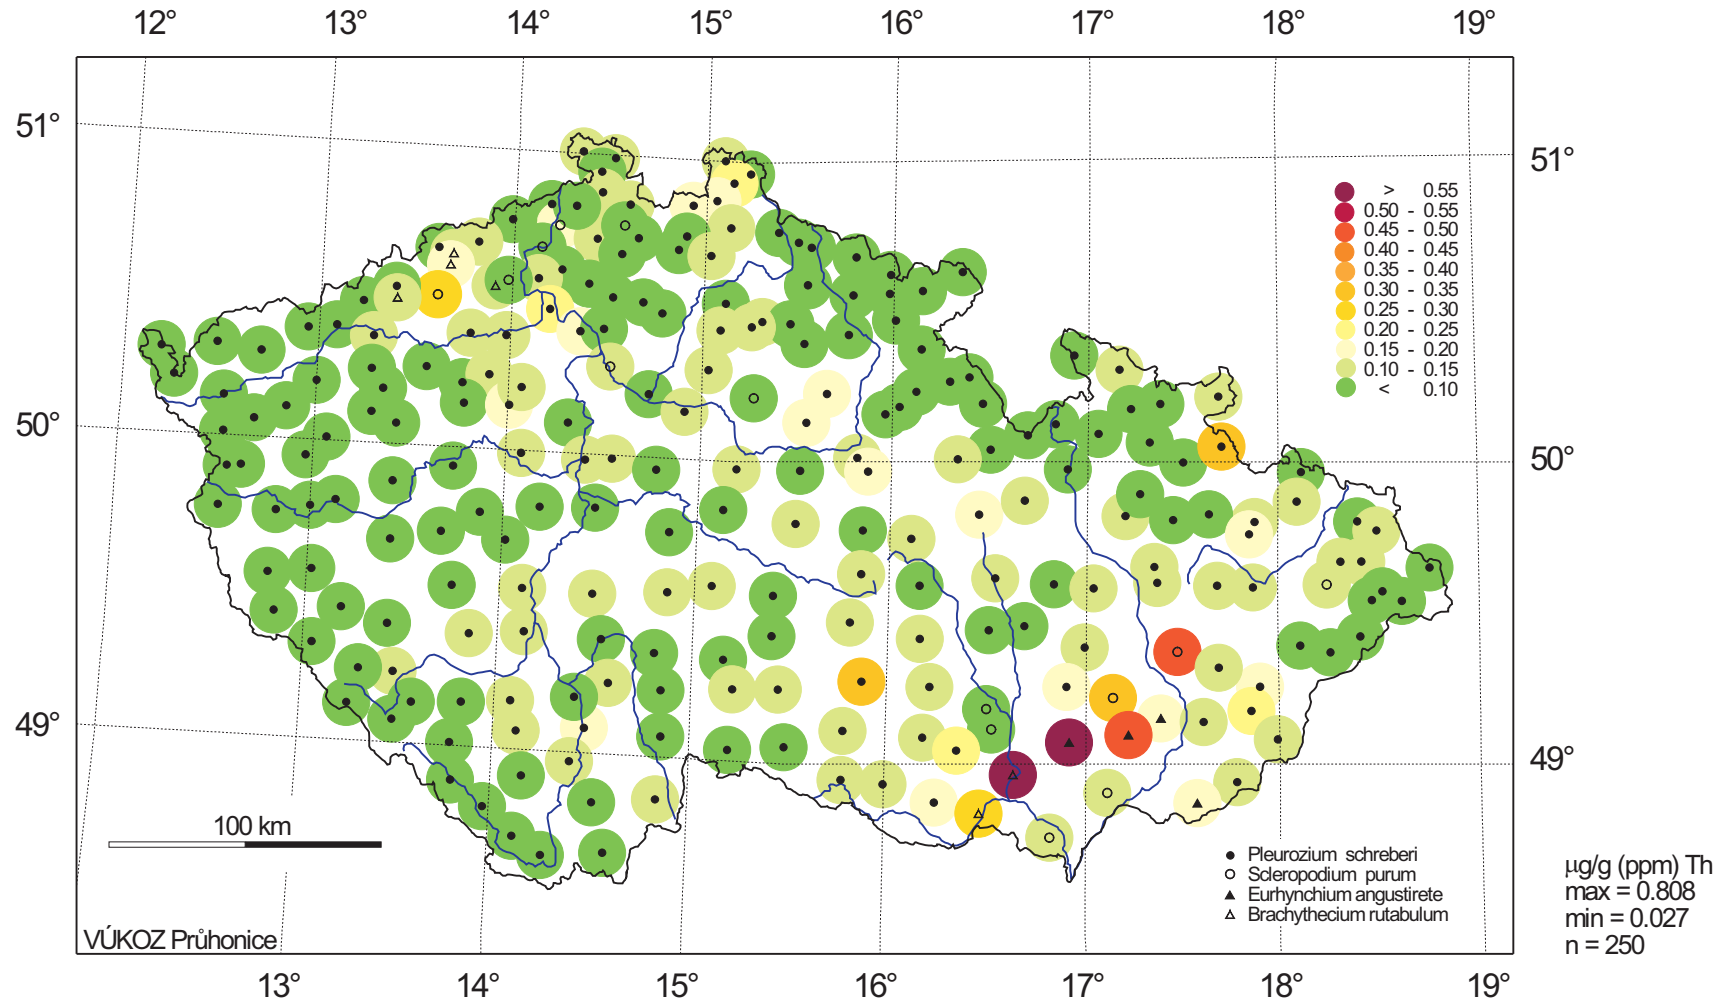 12° 13° 14° 15° 16° 17° 18° 19°
51°
51°
> 0.55
0.50 - 0.55
0.45 - 0.50
0.40 - 0.45
0.35 - 0.40
0.30 - 0.35
0.25 - 0.30
0.20 - 0.25
0.15 - 0.20
0.10 - 0.15
< 0.10
50°
50°
49°
49°
100 km
Pleurozium schreberi
Scleropodium purum
Eurhynchium angustirete
Brachythecium rutabulum
µg/g (ppm) Th
max = 0.808
min = 0.027
n = 250
VÚKOZ Průhonice
13° 14° 15° 16° 17° 18° 19°